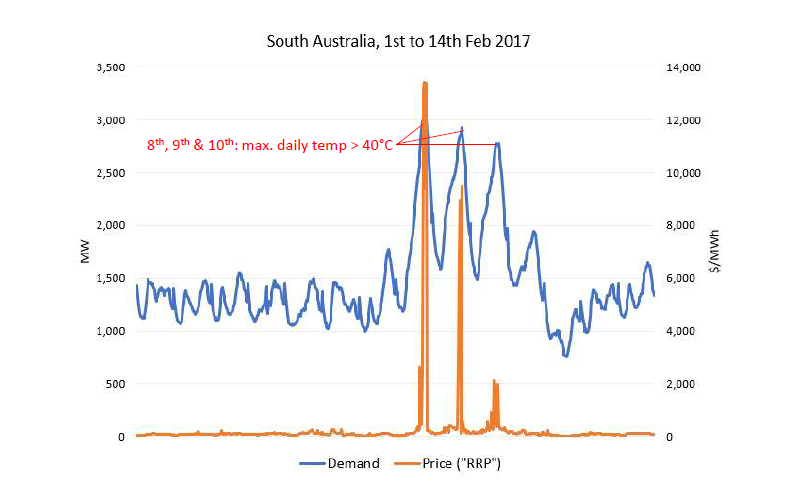 South Australia, 1st to 14th Feb 2017
3,500 14,000
3,000 12,000
8th, 9th & 10th: max. daily temp > 40°C
2,500 10,000
2,000 8,000
MW $/MWh
1,500 6,000
1,000 4,000
500 2,000
0 0
Demand Price ("RRP")